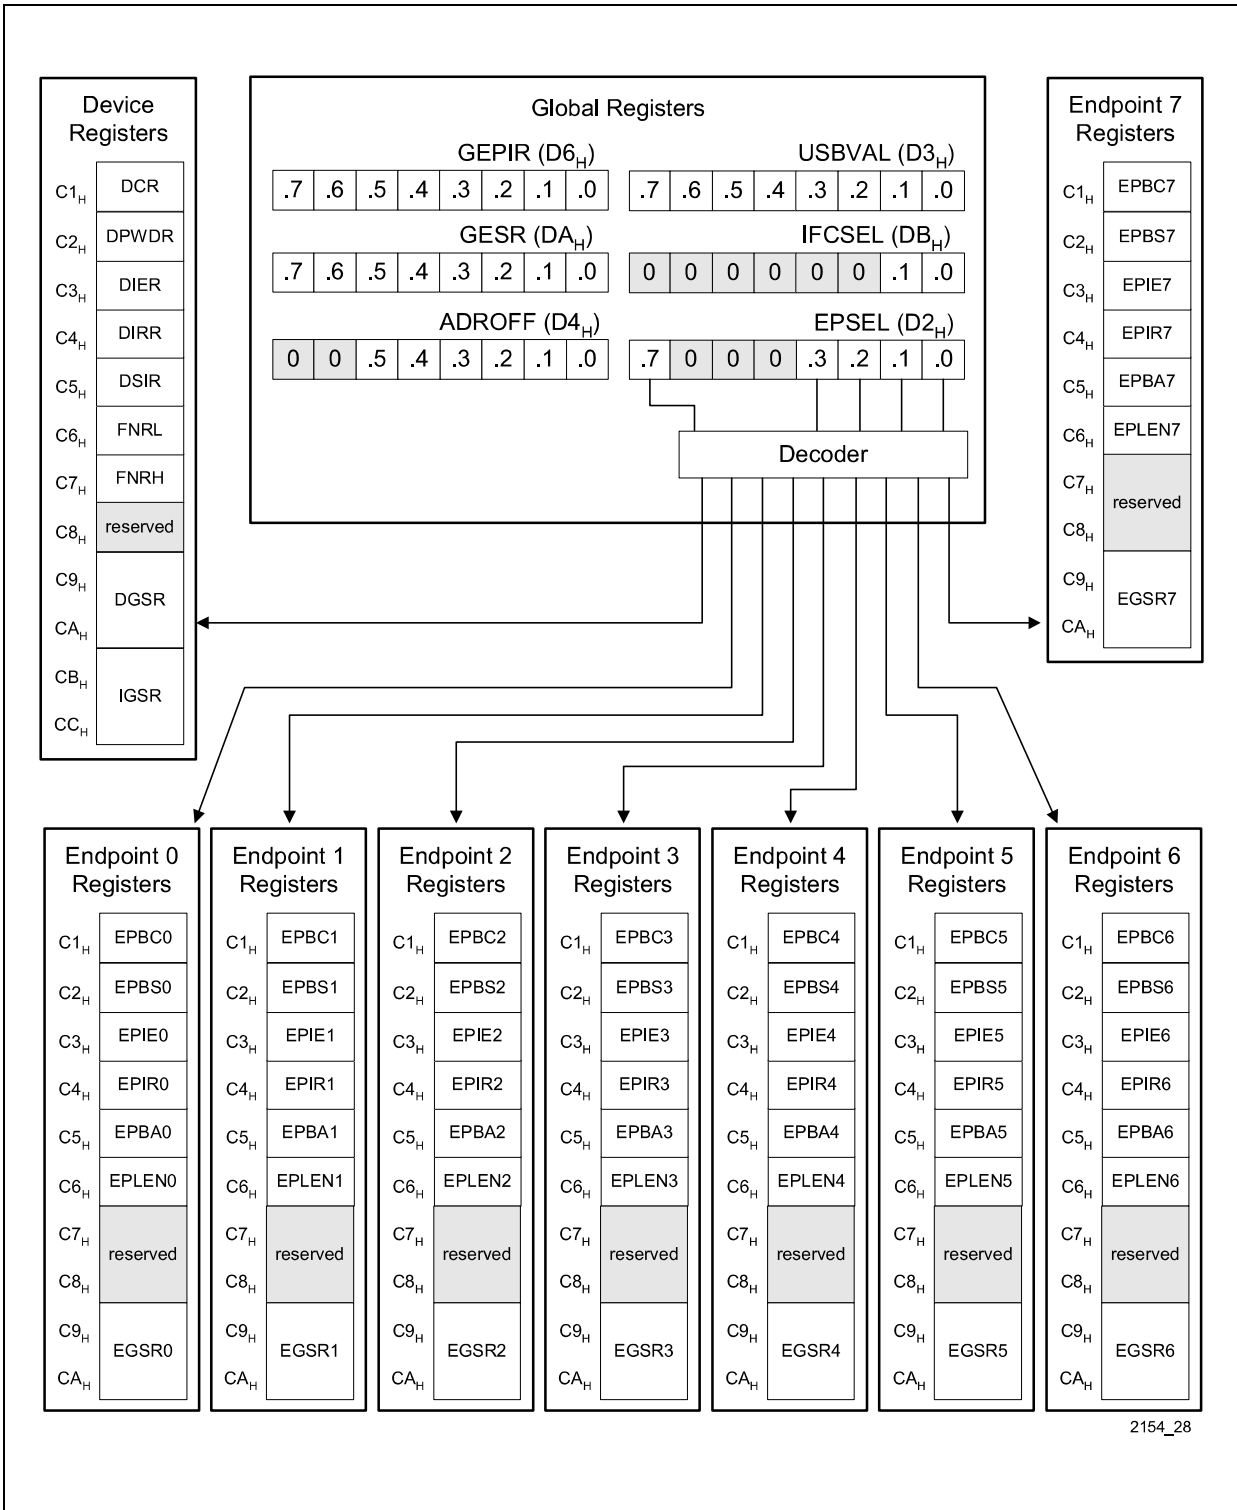 Device
Registers
C1H DCR
C2H DPWDR
C3H DIER
C4H DIRR
C5H DSIR
C6H FNRL
C7H FNRH
C8H reserved
C9H
DGSR
CAH
CBH
IGSR
CCH
Global Registers
GEPIR (D6H) USBVAL (D3H)
.7 .6 .5 .4 .3 .2 .1 .0 .7 .6 .5 .4 .3 .2 .1 .0
GESR (DAH) IFCSEL (DBH)
.7 .6 .5 .4 .3 .2 .1 .0 0 0 0 0 0 0 .1 .0
ADROFF (D4H) EPSEL (D2H)
0 0 .5 .4 .3 .2 .1 .0 .7 0 0 0 .3 .2 .1 .0
Decoder
Endpoint 7
Registers
C1H EPBC7
C2H EPBS7
C3H EPIE7
C4H EPIR7
C5H EPBA7
C6H EPLEN7
C7H
reserved
C8H
C9H
EGSR7
CAH
Endpoint 0
Registers
C1H EPBC0
C2H EPBS0
C3H EPIE0
C4H EPIR0
C5H EPBA0
C6H EPLEN0
C7H
reserved
C8H
C9H
EGSR0
CAH
Endpoint 1
Registers
C1H EPBC1
C2H EPBS1
C3H EPIE1
C4H EPIR1
C5H EPBA1
C6H EPLEN1
C7H
reserved
C8H
C9H
EGSR1
CAH
Endpoint 2
Registers
C1H EPBC2
C2H EPBS2
C3H EPIE2
C4H EPIR2
C5H EPBA2
C6H EPLEN2
C7H
reserved
C8H
C9H
EGSR2
CAH
Endpoint 3
Registers
C1H EPBC3
C2H EPBS3
C3H EPIE3
C4H EPIR3
C5H EPBA3
C6H EPLEN3
C7H
reserved
C8H
C9H
EGSR3
CAH
Endpoint 4
Registers
C1H EPBC4
C2H EPBS4
C3H EPIE4
C4H EPIR4
C5H EPBA4
C6H EPLEN4
C7H
reserved
C8H
C9H
EGSR4
CAH
Endpoint 5
Registers
C1H EPBC5
C2H EPBS5
C3H EPIE5
C4H EPIR5
C5H EPBA5
C6H EPLEN5
C7H
reserved
C8H
C9H
EGSR5
CAH
Endpoint 6
Registers
C1H EPBC6
C2H EPBS6
C3H EPIE6
C4H EPIR6
C5H EPBA6
C6H EPLEN6
C7H
reserved
C8H
C9H
EGSR6
CAH
2154_28